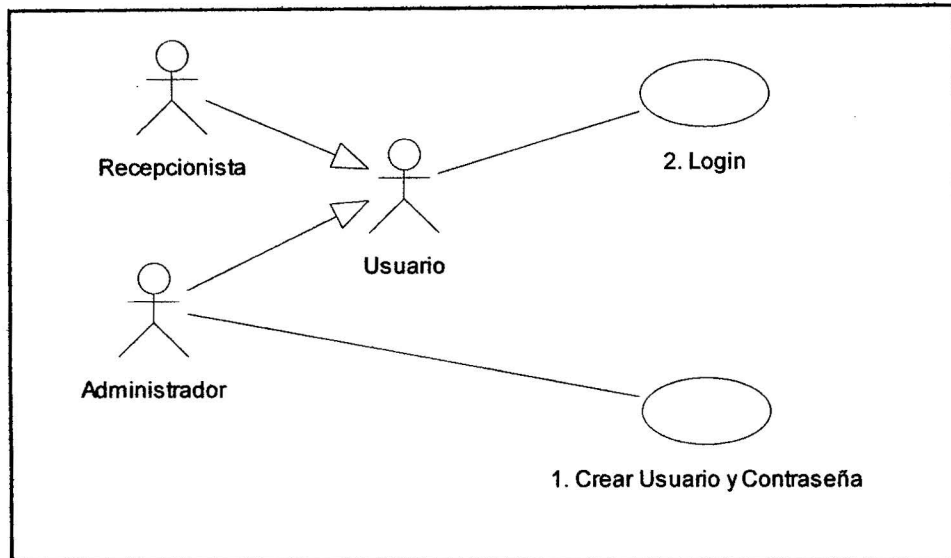 Recepcionista
2. Login
Usuario
Administrador
1. Crear Usuario y Contraseña